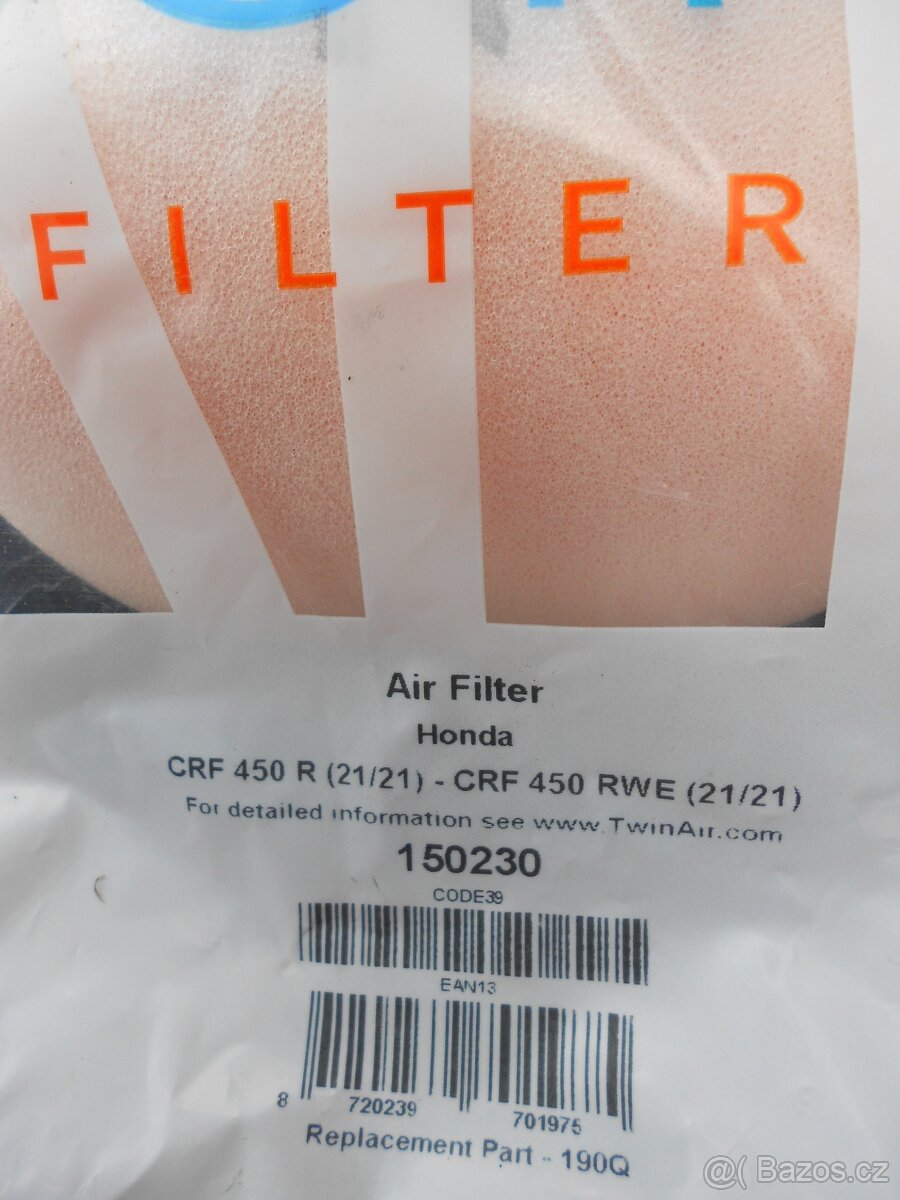 FILTER
Air Filter
Honda
CRF 450 R (21/21) - CRF 450 RWE (21/21)
For detailed information see www.TwinAir.com
150230
CODE39
EAN13
8 720239 701975
Replacement Part - 190Q
@( Bazos.cz